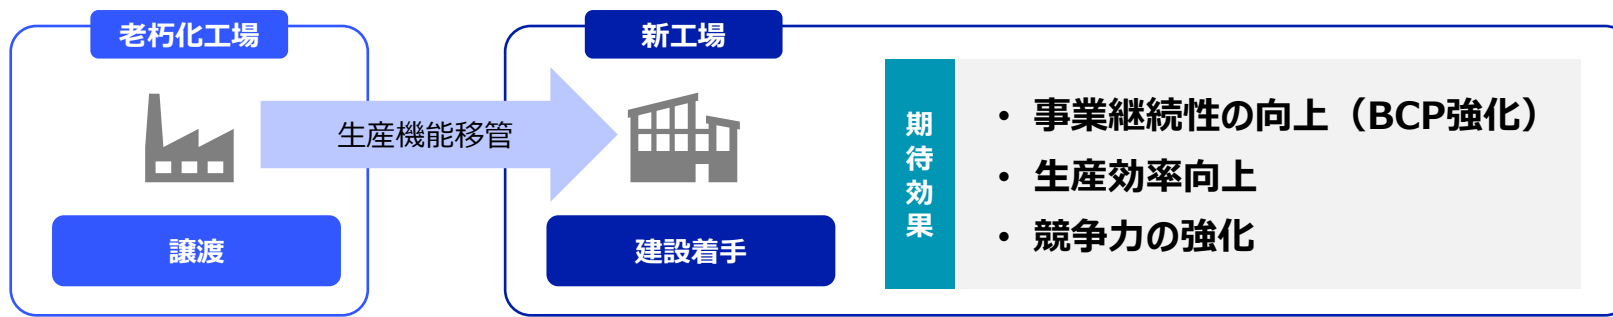 老朽化工場
新工場
生産機能移管
譲渡
建設着手
期待効果
• 事業継続性の向上（BCP強化）
• 生産効率向上
• 競争力の強化